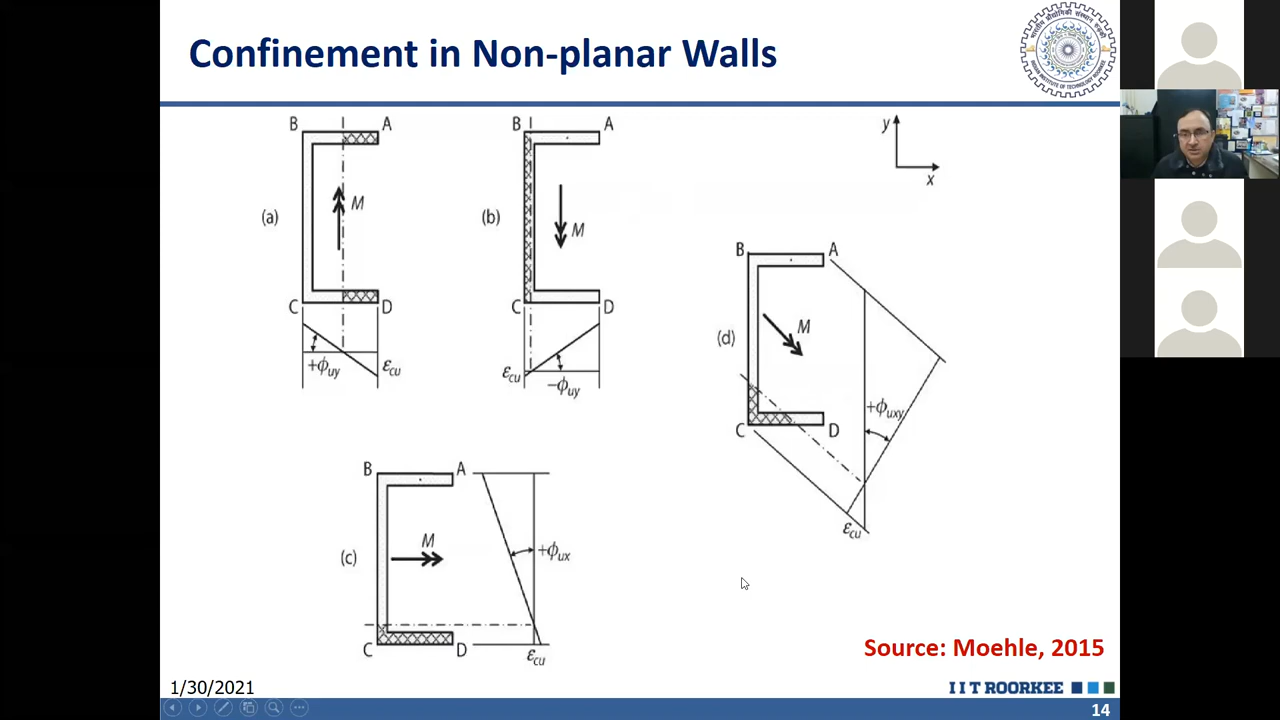 Confinement in Non-planar Walls
B A
(a) M
C D
+ϕuy εcu
B A
(b) M
C D
εcu −ϕuy
y
x
B A
(d) M
C D
+ϕuxy
εcu
B A
(c) M
+ϕux
C D
εcu
Source: Moehle, 2015
1/30/2021
I I T ROORKEE
14